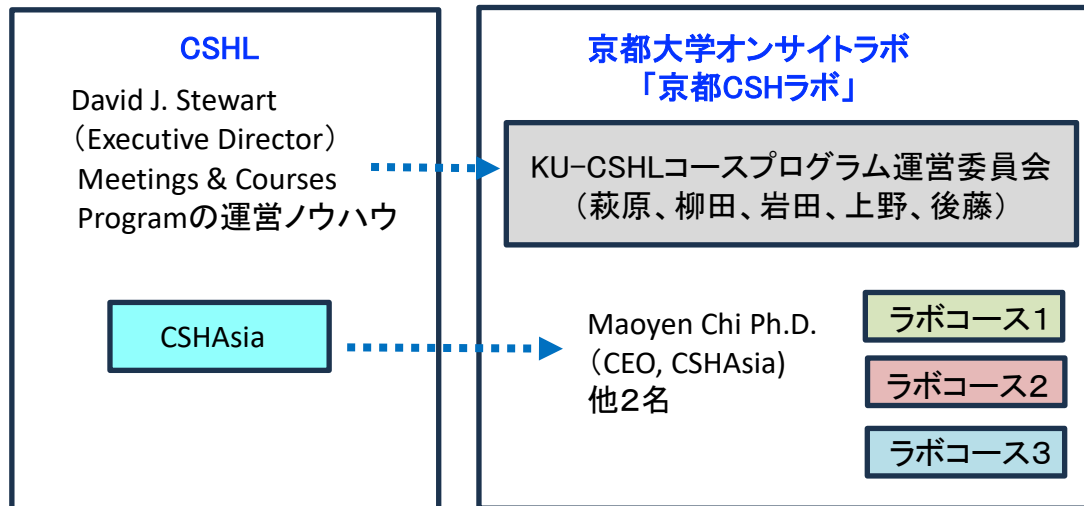 CSHL
David J. Stewart
（Executive Director）
Meetings & Courses
Programの運営ノウハウ
CSHAsia
京都大学オンサイトラボ
「京都CSHラボ」
KU-CSHLコースプログラム運営委員会
（萩原、柳田、岩田、上野、後藤）
Maoyen Chi Ph.D.
（CEO, CSHAsia)
他２名
ラボコース１
ラボコース２
ラボコース３